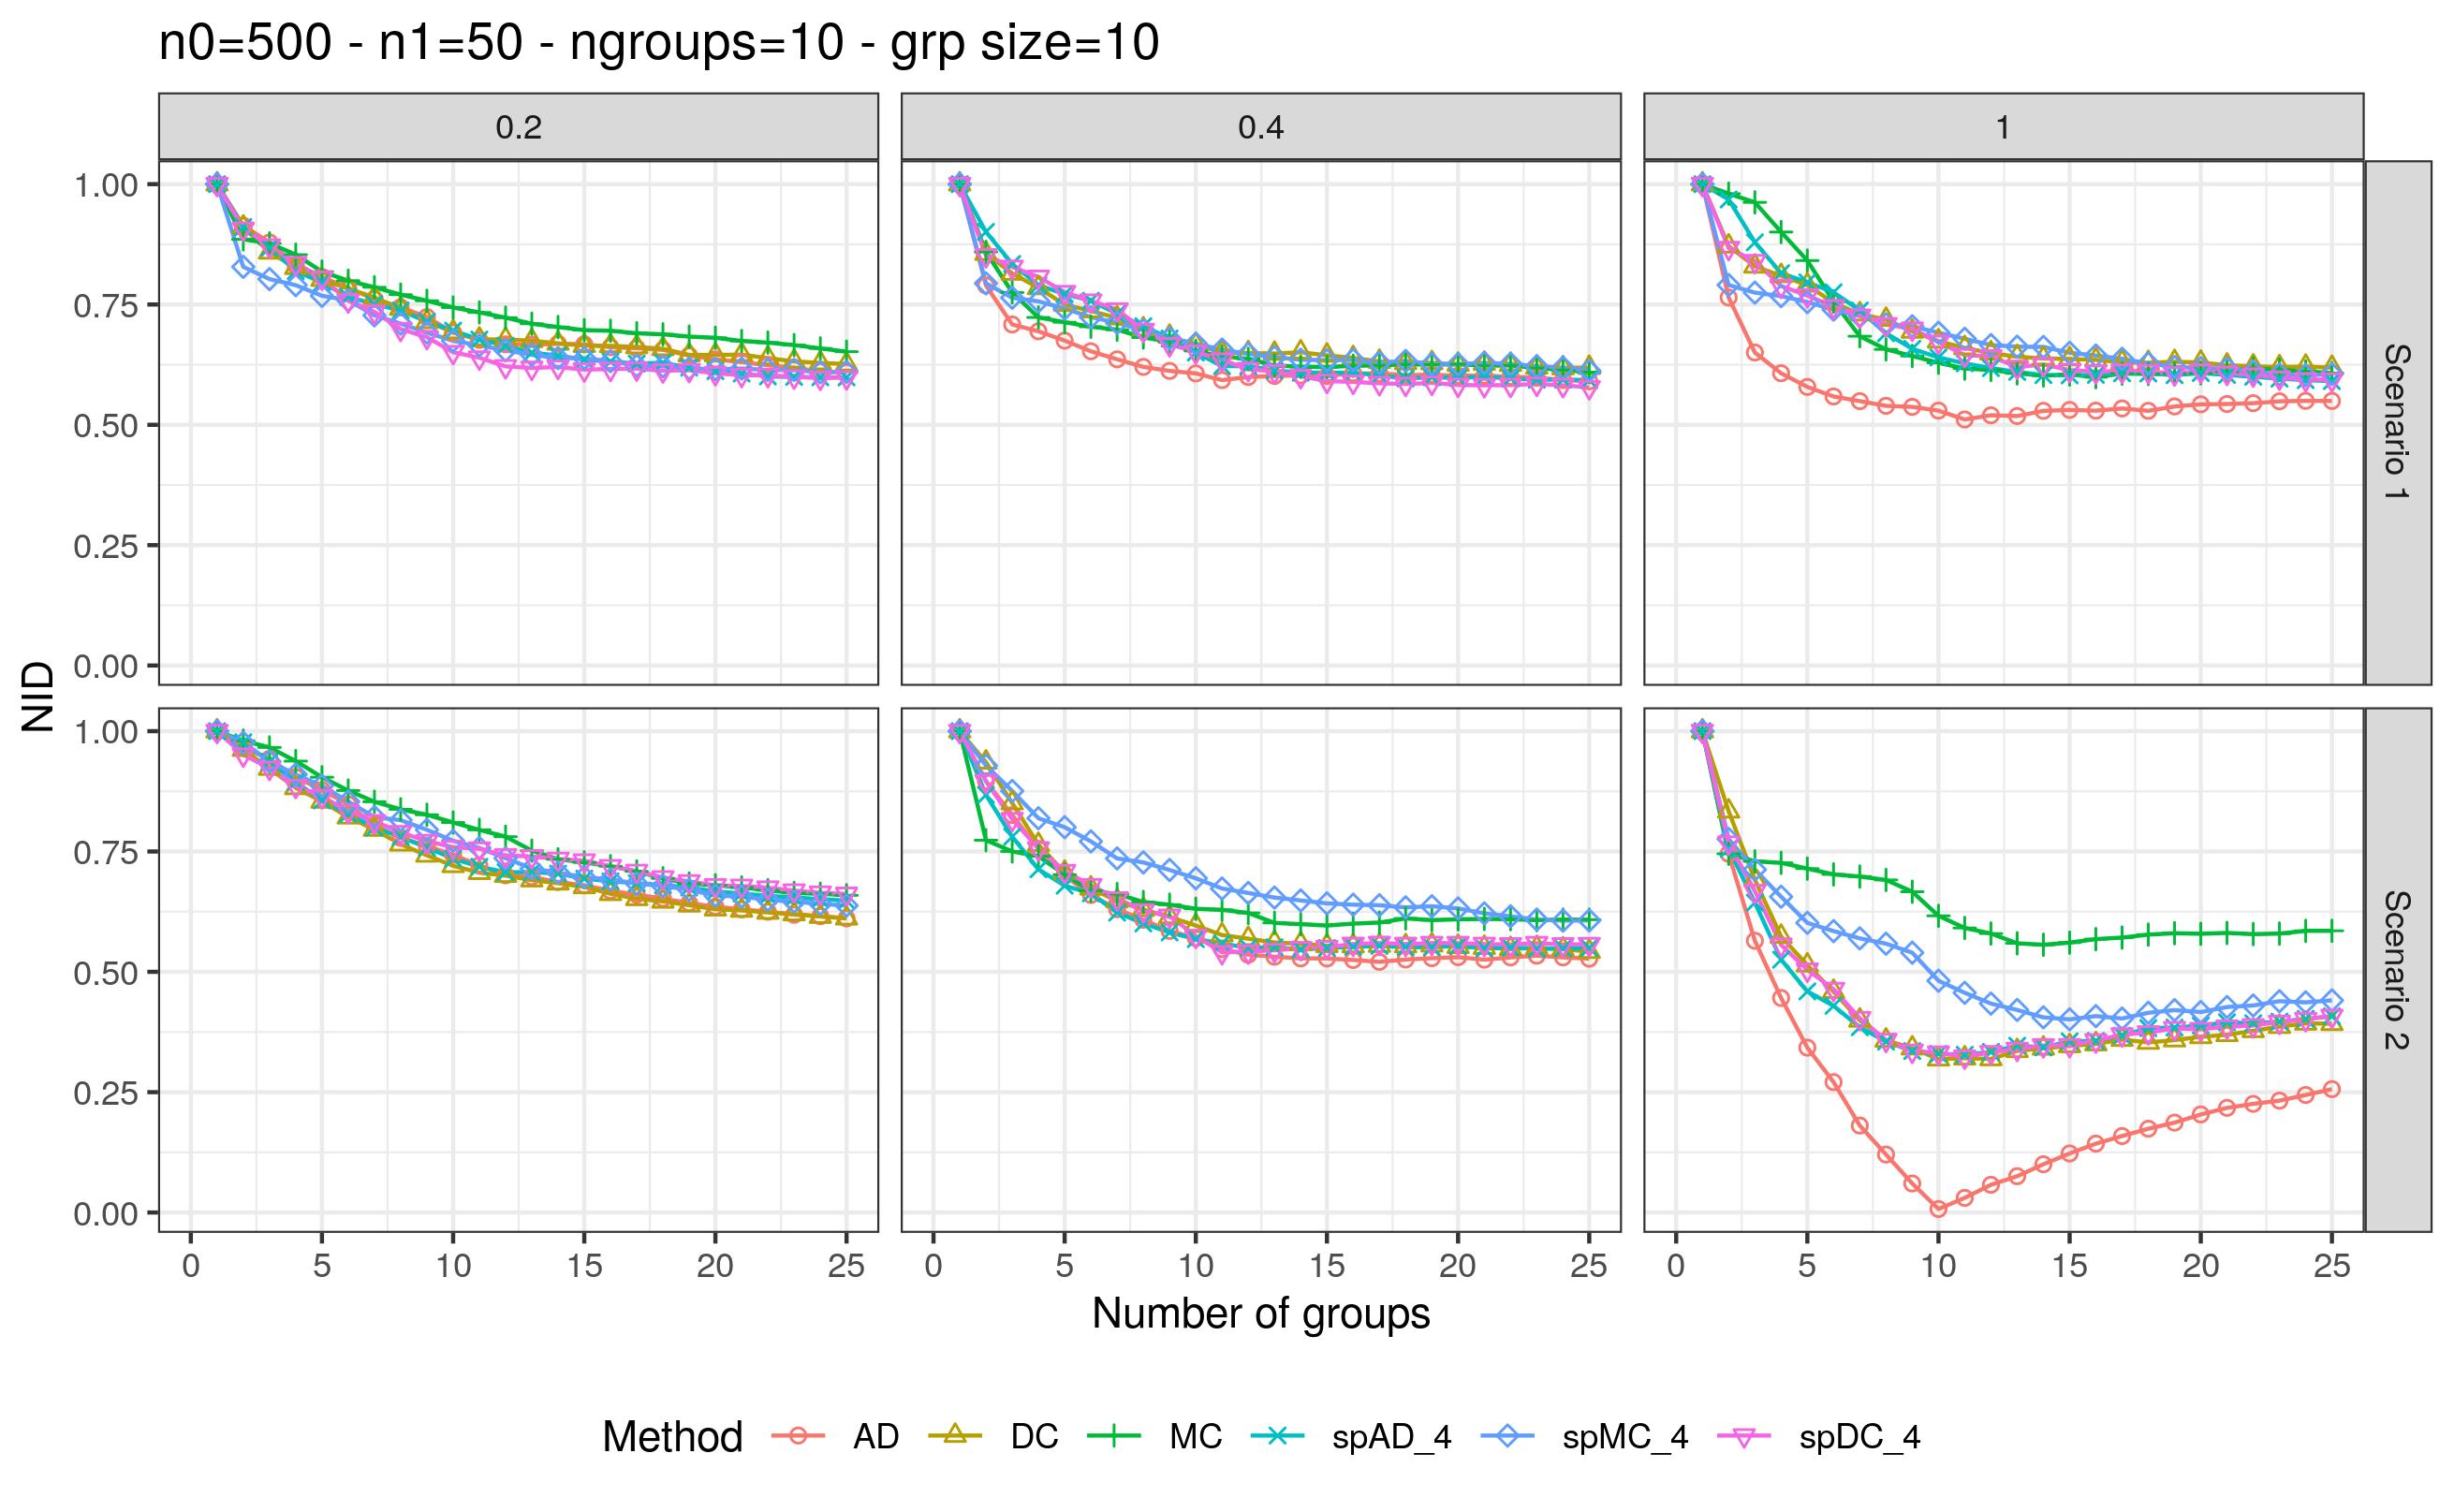 n0=500 - n1=50 - ngroups=10 - grp size=10
0.2 0.4 1
1.00
0.75
0.50
0.25
0.00
Scenario 1
NID
1.00
0.75
0.50
0.25
0.00
Scenario 2
0 5 10 15 20 25 0 5 10 15 20 25 0 5 10 15 20 25
Number of groups
Method AD DC MC spAD_4 spMC_4 spDC_4